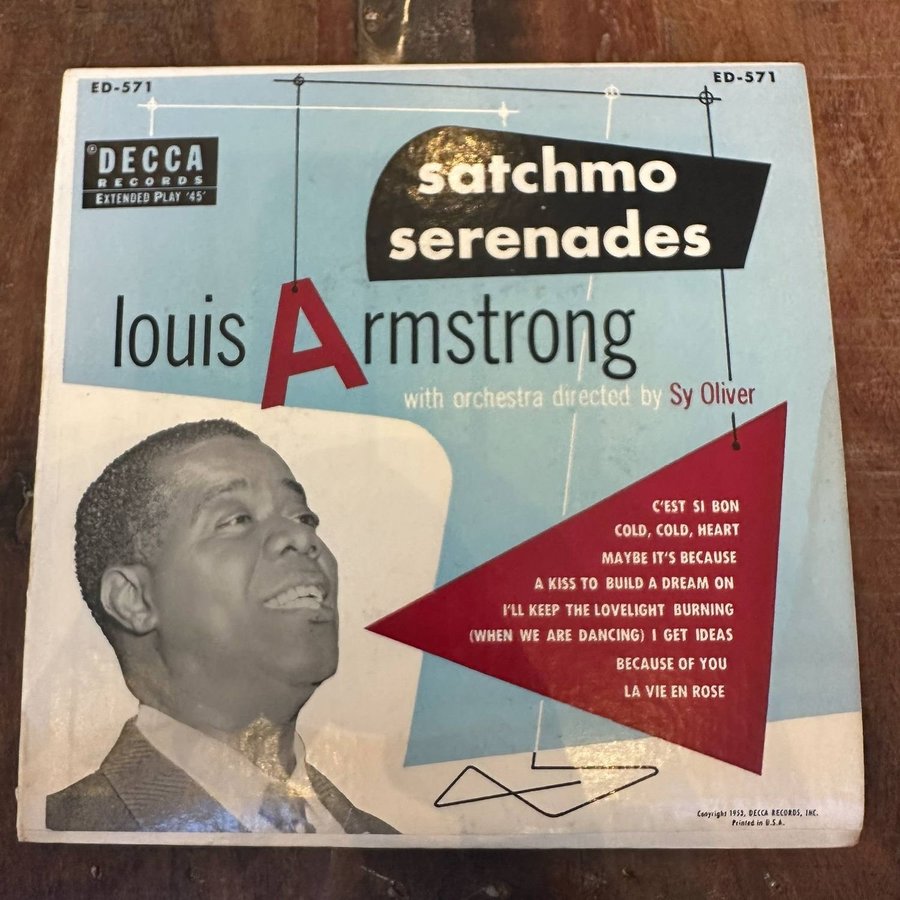 ED-571
ED-571
© DECCA
RECORDS
EXTENDED PLAY '45'
satchmo
serenades
louis Armstrong
with orchestra directed by Sy Oliver
C'EST SI BON
COLD, COLD, HEART
MAYBE IT'S BECAUSE
A KISS TO BUILD A DREAM ON
I'LL KEEP THE LOVELIGHT BURNING
(WHEN WE ARE DANCING) I GET IDEAS
BECAUSE OF YOU
LA VIE EN ROSE
Copyright 1953, DECCA RECORDS, INC.
Printed in U.S.A.